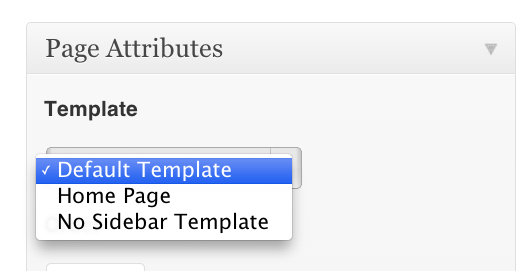 Page Attributes
Template
✓ Default Template
Home Page
No Sidebar Template